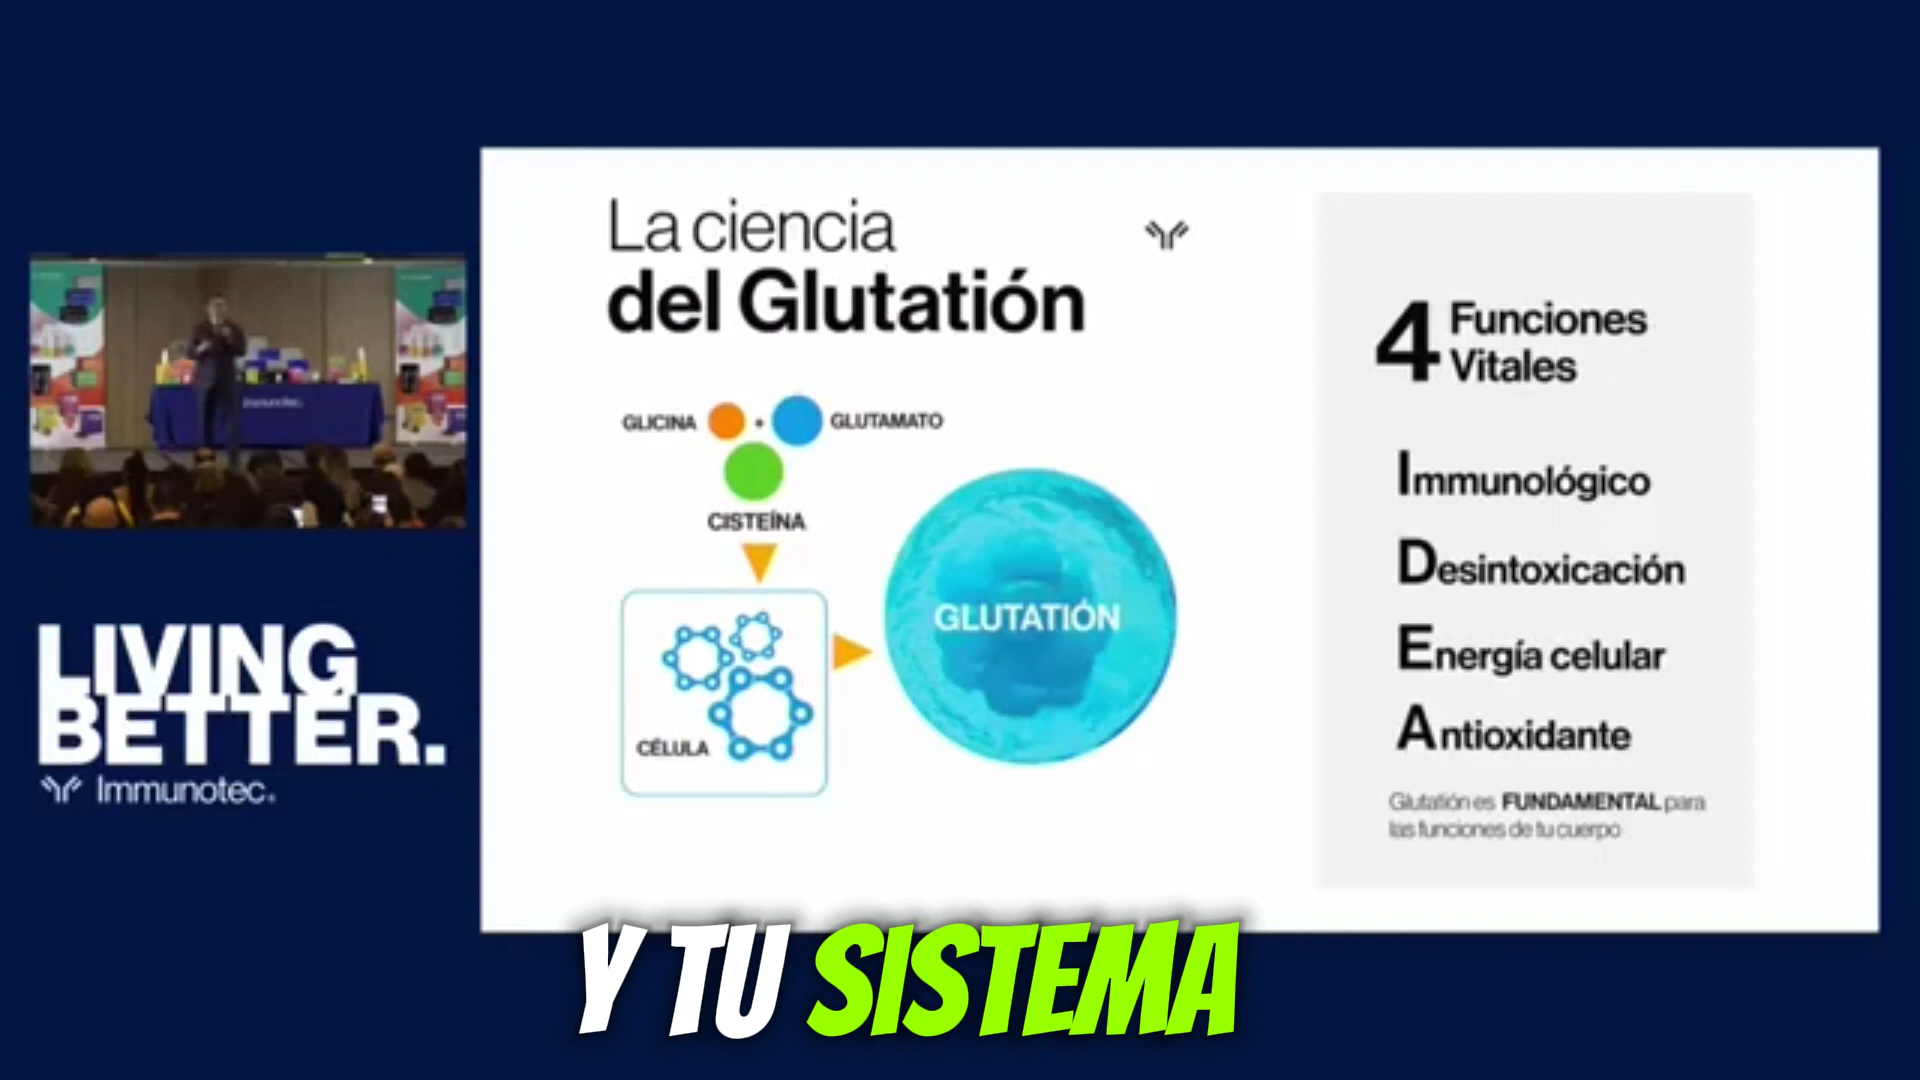 La ciencia
del Glutatión
GLICINA + GLUTAMATO
CISTEÍNA
CÉLULA
GLUTATIÓN
4 Funciones
Vitales
Immunológico
Desintoxicación
Energía celular
Antioxidante
Glutatión es FUNDAMENTAL para
las funciones de tu cuerpo
Immunotec
LIVING
BETTER.
Immunotec.
Y TU SISTEMA